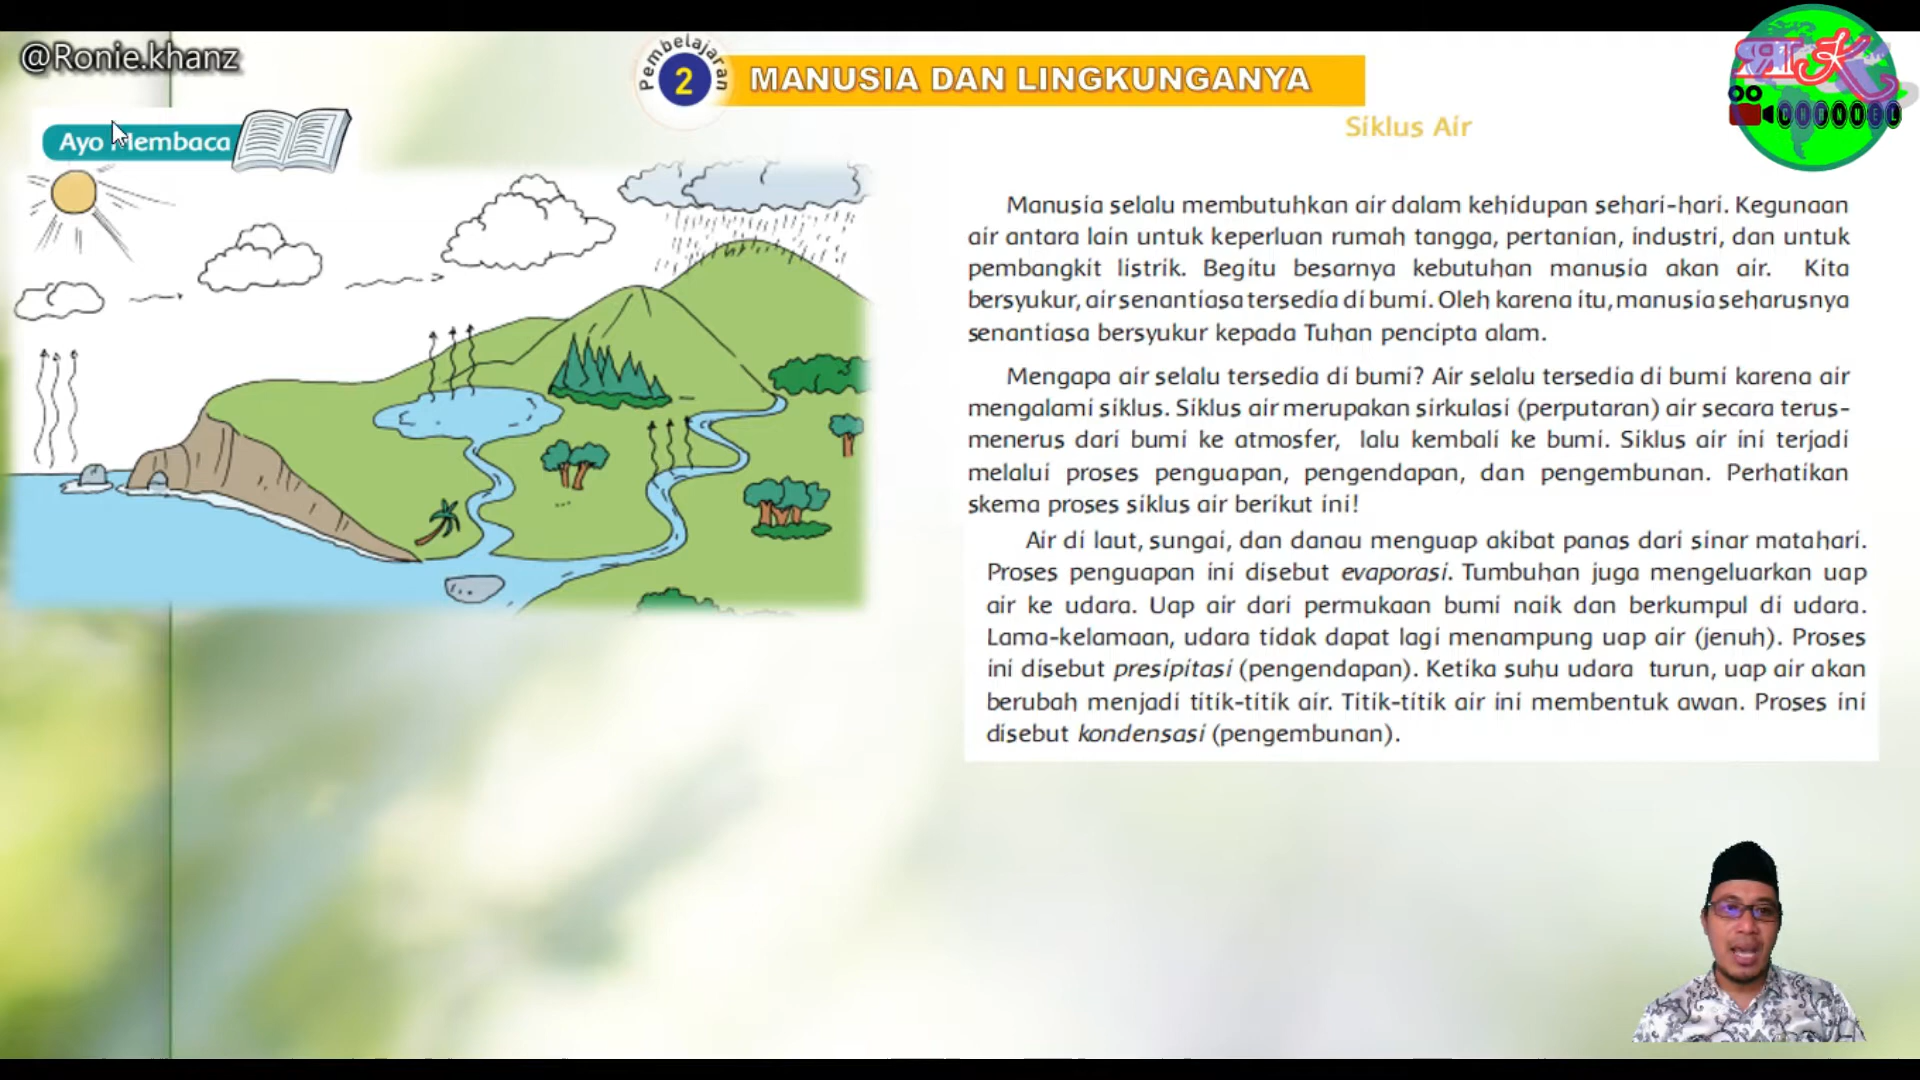 @Ronie.khanz
Pembelajaran
2
MANUSIA DAN LINGKUNGANYA
Ayo Membaca
Siklus Air
Manusia selalu membutuhkan air dalam kehidupan sehari-hari. Kegunaan
air antara lain untuk keperluan rumah tangga, pertanian, industri, dan untuk
pembangkit listrik. Begitu besarnya kebutuhan manusia akan air. Kita
bersyukur, air senantiasa tersedia di bumi. Oleh karena itu, manusia seharusnya
senantiasa bersyukur kepada Tuhan pencipta alam.
Mengapa air selalu tersedia di bumi? Air selalu tersedia di bumi karena air
mengalami siklus. Siklus air merupakan sirkulasi (perputaran) air secara terus-
menerus dari bumi ke atmosfer, lalu kembali ke bumi. Siklus air ini terjadi
melalui proses penguapan, pengendapan, dan pengembunan. Perhatikan
skema proses siklus air berikut ini!
Air di laut, sungai, dan danau menguap akibat panas dari sinar matahari.
Proses penguapan ini disebut evaporasi. Tumbuhan juga mengeluarkan uap
air ke udara. Uap air dari permukaan bumi naik dan berkumpul di udara.
Lama-kelamaan, udara tidak dapat lagi menampung uap air (jenuh). Proses
ini disebut presipitasi (pengendapan). Ketika suhu udara turun, uap air akan
berubah menjadi titik-titik air. Titik-titik air ini membentuk awan. Proses ini
disebut kondensasi (pengembunan).